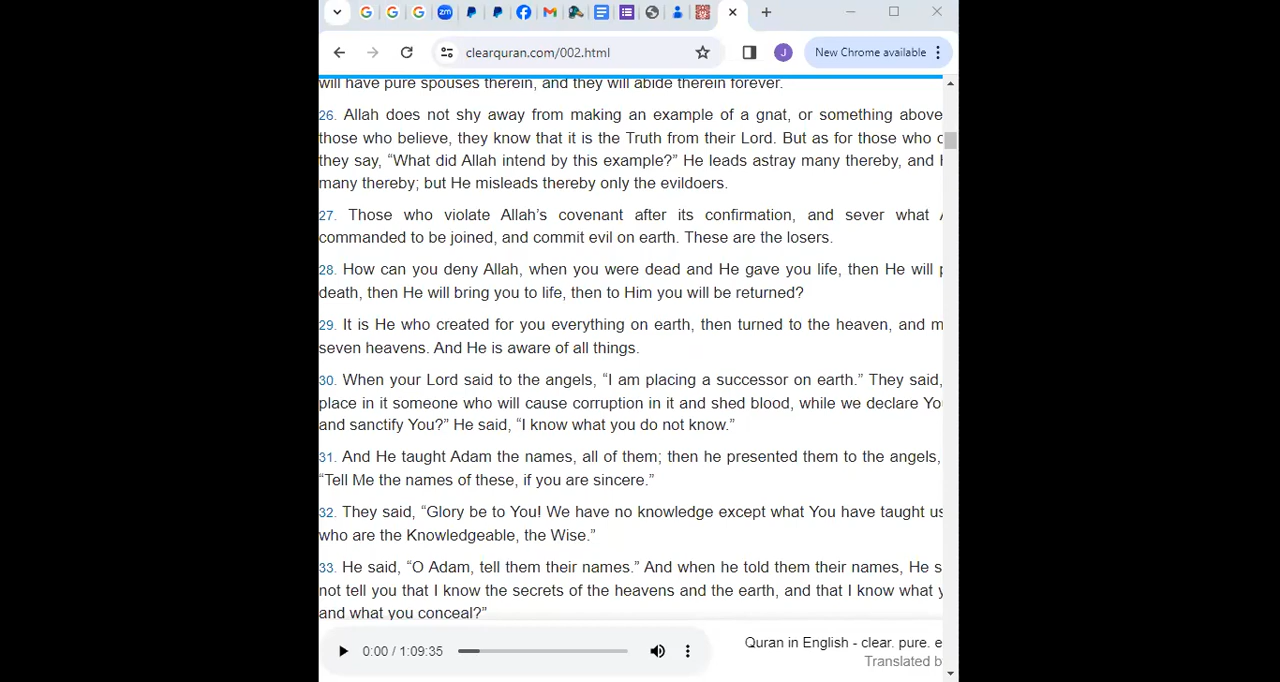 clearquran.com/002.html
New Chrome available
will have pure spouses therein, and they will abide therein forever.
26. Allah does not shy away from making an example of a gnat, or something above
those who believe, they know that it is the Truth from their Lord. But as for those who
they say, “What did Allah intend by this example?” He leads astray many thereby, and
many thereby; but He misleads thereby only the evildoers.
27. Those who violate Allah’s covenant after its confirmation, and sever what
commanded to be joined, and commit evil on earth. These are the losers.
28. How can you deny Allah, when you were dead and He gave you life, then He will
death, then He will bring you to life, then to Him you will be returned?
29. It is He who created for you everything on earth, then turned to the heaven, and
seven heavens. And He is aware of all things.
30. When your Lord said to the angels, “I am placing a successor on earth.” They said,
place in it someone who will cause corruption in it and shed blood, while we declare
and sanctify You?” He said, “I know what you do not know.”
31. And He taught Adam the names, all of them; then he presented them to the angels,
“Tell Me the names of these, if you are sincere.”
32. They said, “Glory be to You! We have no knowledge except what You have taught us
who are the Knowledgeable, the Wise.”
33. He said, “O Adam, tell them their names.” And when he told them their names, He
not tell you that I know the secrets of the heavens and the earth, and that I know what
and what you conceal?”
0:00 / 1:09:35
Quran in English - clear. pure.
Translated